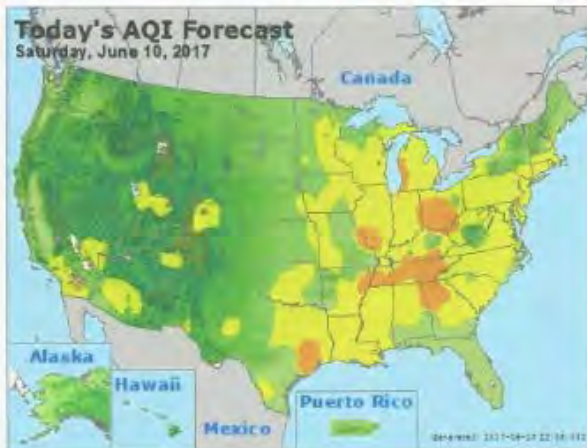 Today's AQI Forecast
Saturday, June 10, 2017
Canada
Alaska
Hawaii
Mexico
Puerto Rico